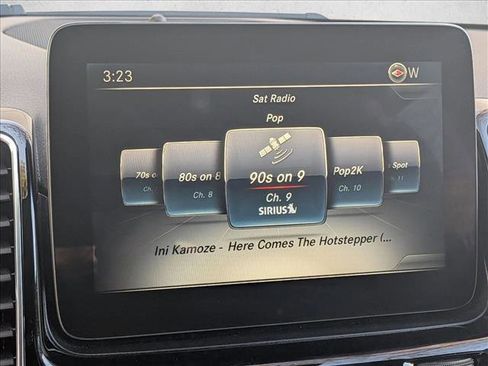 3:23
W
Sat Radio
Pop
70s o
80s on 8
90s on 9
Pop2K
Spot
Ch. 8
Ch. 9
Ch. 10
SIRIUS
Ini Kamoze - Here Comes The Hotstepper (...